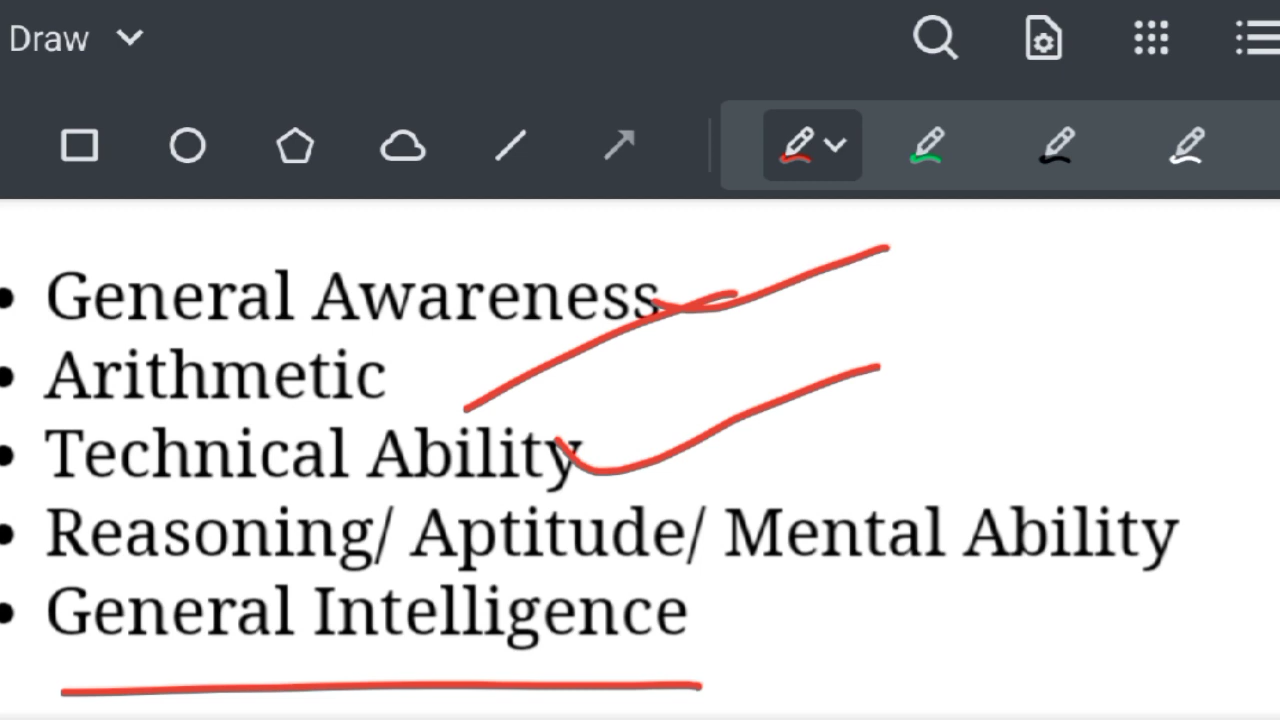 Draw
• General Awareness
• Arithmetic
• Technical Ability
• Reasoning/ Aptitude/ Mental Ability
• General Intelligence